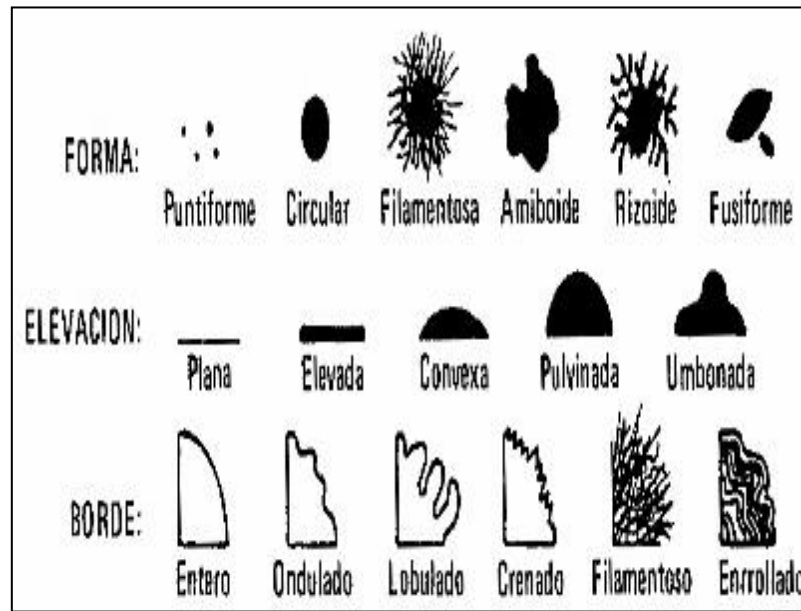 FORMA:
Puntiforme Circular Filamentosa Amiboide Rizoide Fusiforme
ELEVACION:
Plana Elevada Convexa Pulvinada Umbonada
BORDE:
Entero Ondulado Lobulado Crenado Filamentoso Enrrollado